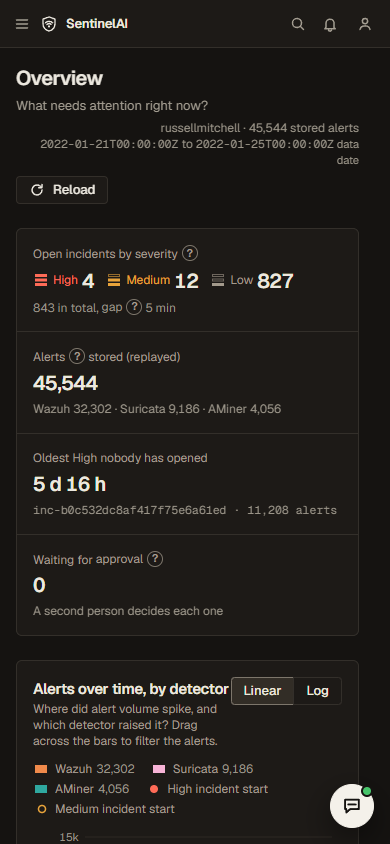 SentinelAI
Overview
What needs attention right now?
russellmitchell · 45,544 stored alerts
2022-01-21T00:00:00Z to 2022-01-25T00:00:00Z data
date
Reload
Open incidents by severity ?
High 4 Medium 12 Low 827
843 in total, gap ? 5 min
Alerts ? stored (replayed)
45,544
Wazuh 32,302 · Suricata 9,186 · AMiner 4,056
Oldest High nobody has opened
5 d 16 h
inc-b0c532dc8af417f75e6a61ed · 11,208 alerts
Waiting for approval ?
0
A second person decides each one
Alerts over time, by detector
Linear Log
Where did alert volume spike, and
which detector raised it? Drag
across the bars to filter the alerts.
Wazuh 32,302 Suricata 9,186
AMiner 4,056 High incident start
Medium incident start
15k